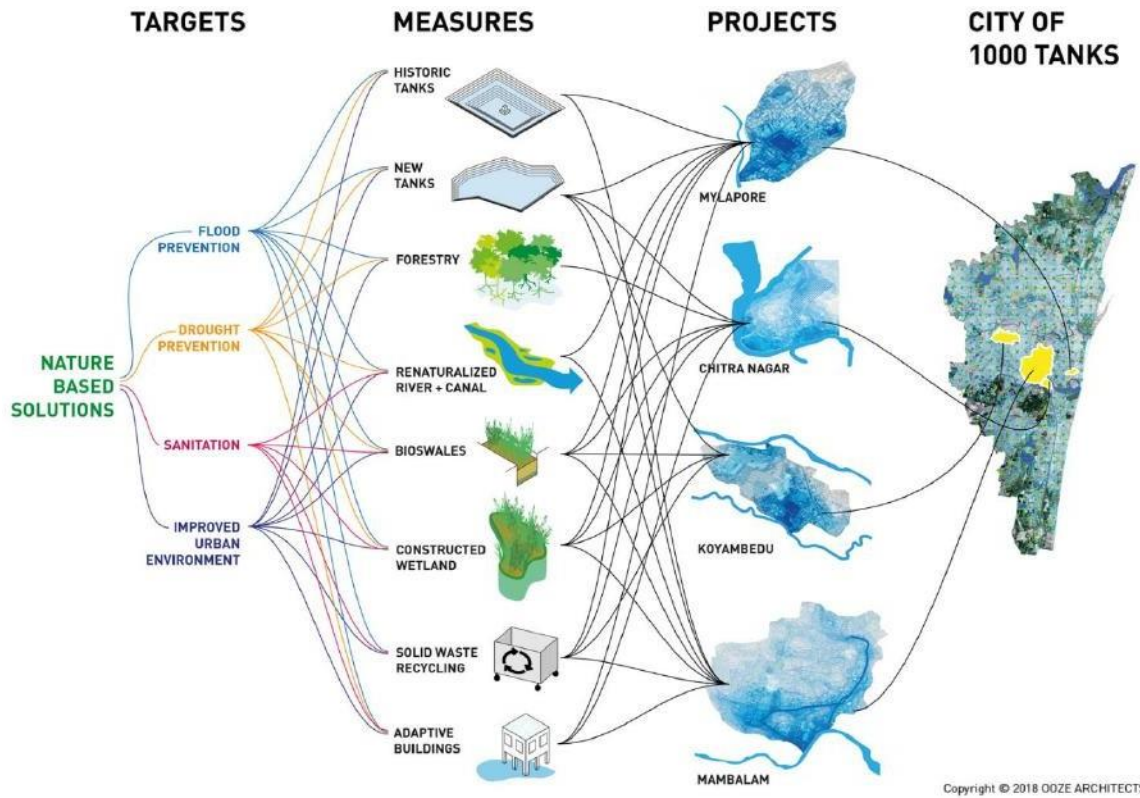 TARGETS
MEASURES
PROJECTS
CITY OF
1000 TANKS
NATURE
BASED
SOLUTIONS
FLOOD
PREVENTION
DROUGHT
PREVENTION
SANITATION
IMPROVED
URBAN
ENVIRONMENT
HISTORIC
TANKS
NEW
TANKS
FORESTRY
RENATURALIZED
RIVER + CANAL
BIOSWALES
CONSTRUCTED
WETLAND
SOLID WASTE
RECYCLING
ADAPTIVE
BUILDINGS
MYLAPORE
CHITRA NAGAR
KOYAMBEDU
MAMBALAM
Copyright © 2018 OOZE ARCHITECTS